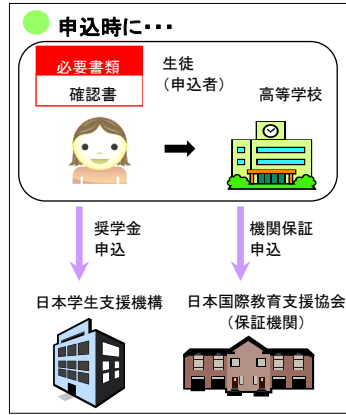 申込時に・・・
必要書類
確認書
生徒
（申込者）
高等学校
奨学金
申込
機関保証
申込
日本学生支援機構
日本国際教育支援協会
（保証機関）